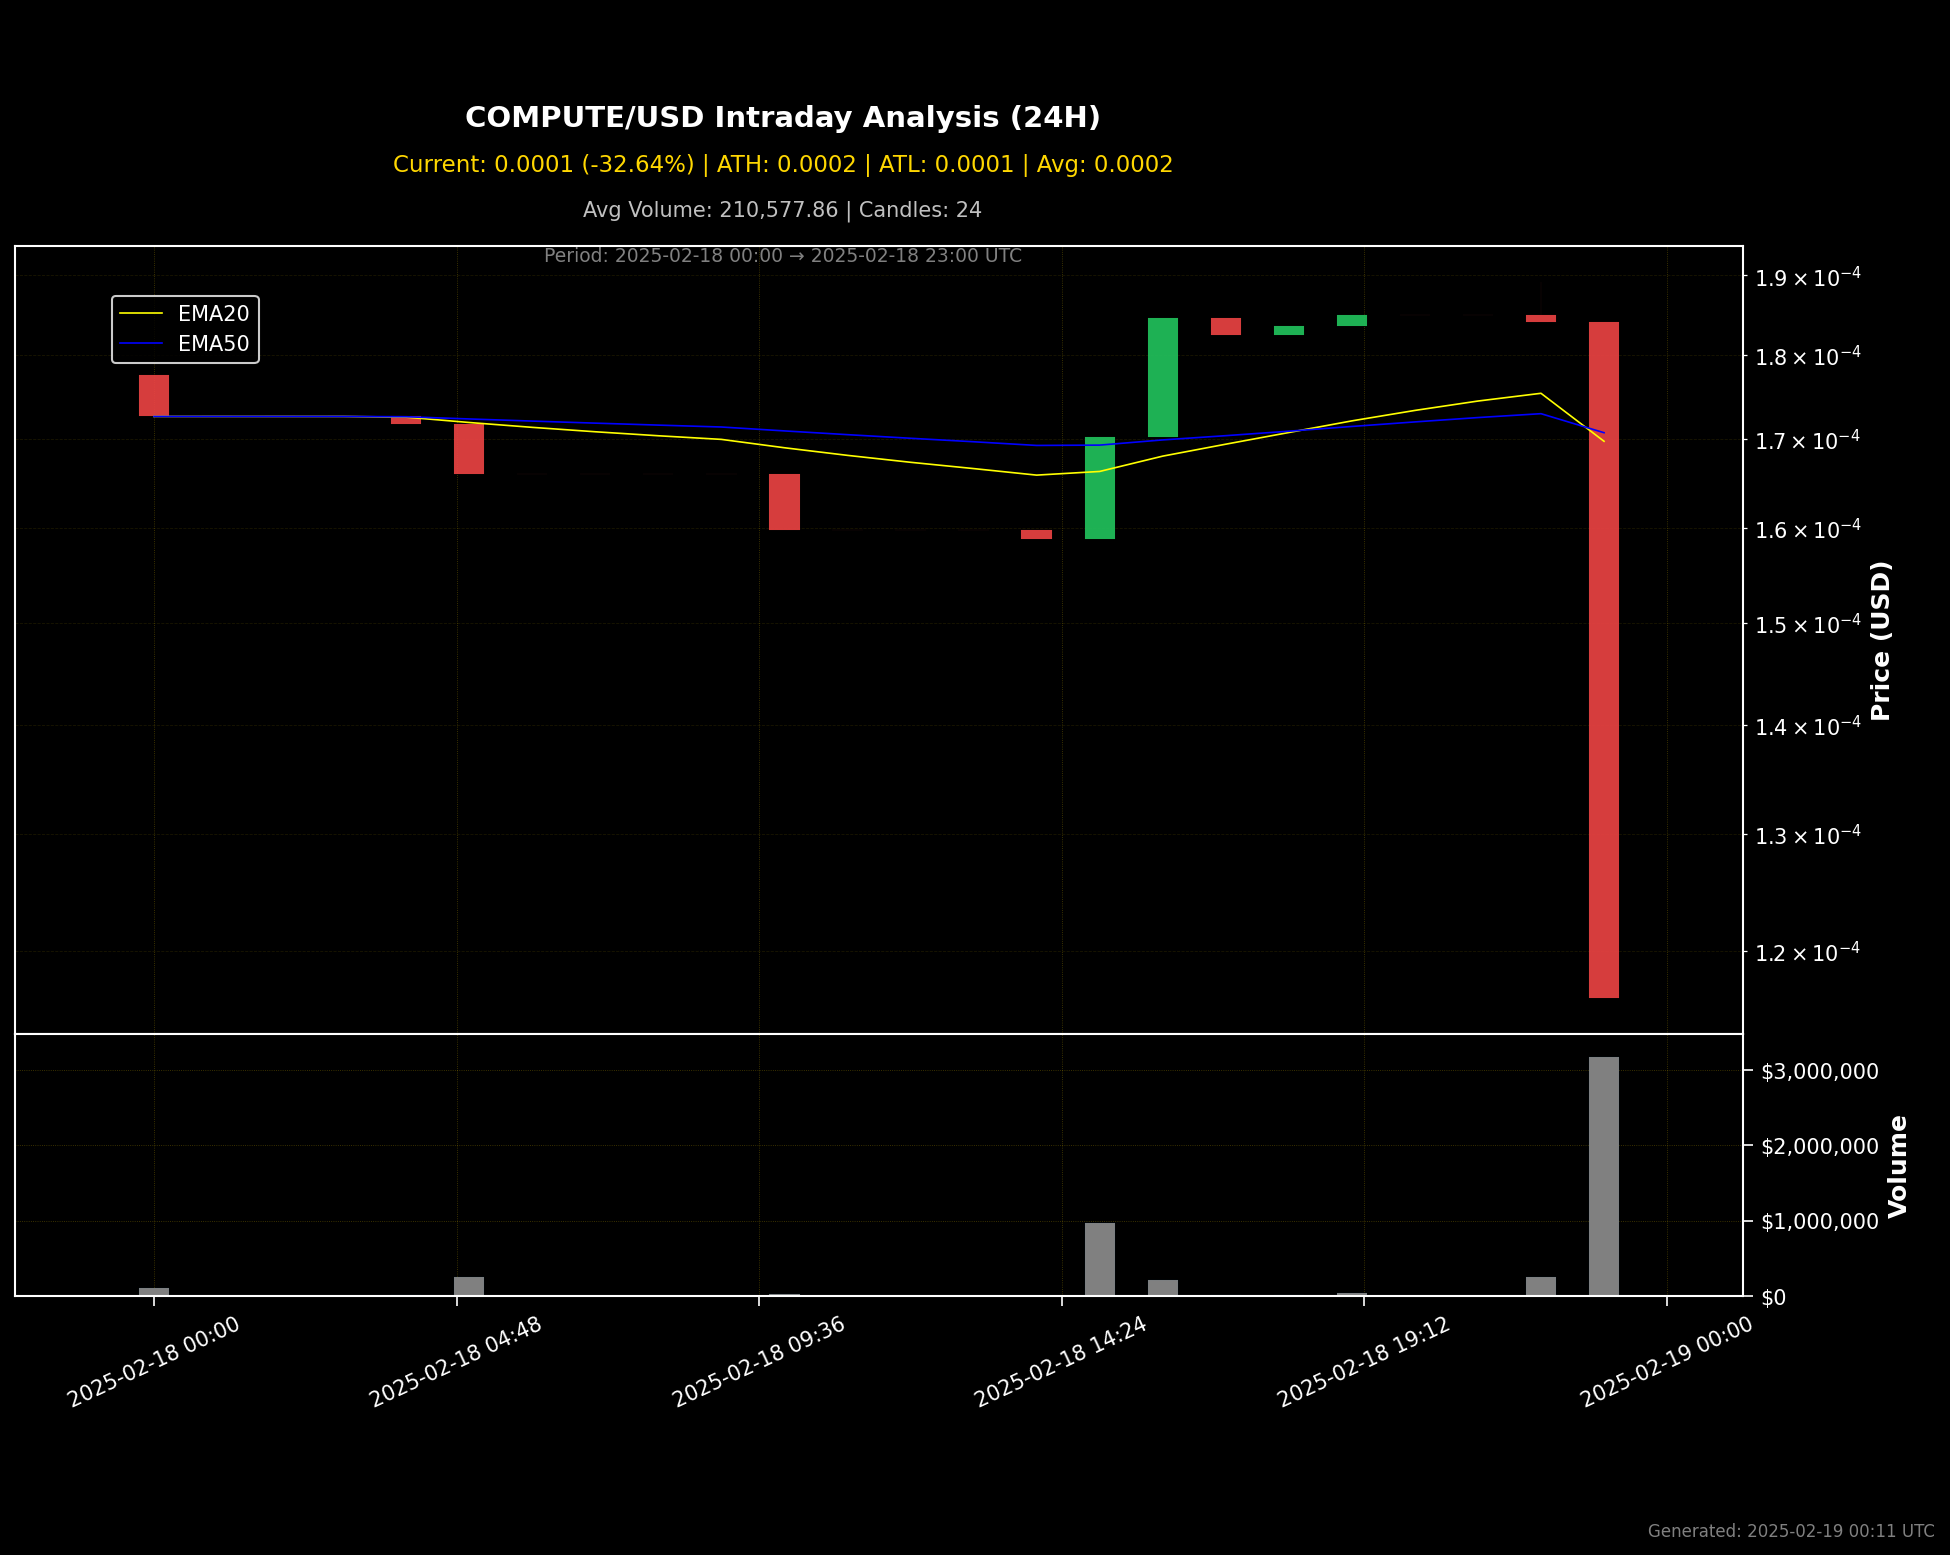 COMPUTE/USD Intraday Analysis (24H)
Current: 0.0001 (-32.64%) | ATH: 0.0002 | ATL: 0.0001 | Avg: 0.0002
Avg Volume: 210,577.86 | Candles: 24
Period: 2025-02-18 00:00 → 2025-02-18 23:00 UTC
EMA20
EMA50
1.9 × 10⁻⁴
1.8 × 10⁻⁴
1.7 × 10⁻⁴
1.6 × 10⁻⁴
1.5 × 10⁻⁴
1.4 × 10⁻⁴
1.3 × 10⁻⁴
1.2 × 10⁻⁴
Price (USD)
$3,000,000
$2,000,000
$1,000,000
$0
Volume
2025-02-18 00:00
2025-02-18 04:48
2025-02-18 09:36
2025-02-18 14:24
2025-02-18 19:12
2025-02-19 00:00
Generated: 2025-02-19 00:11 UTC